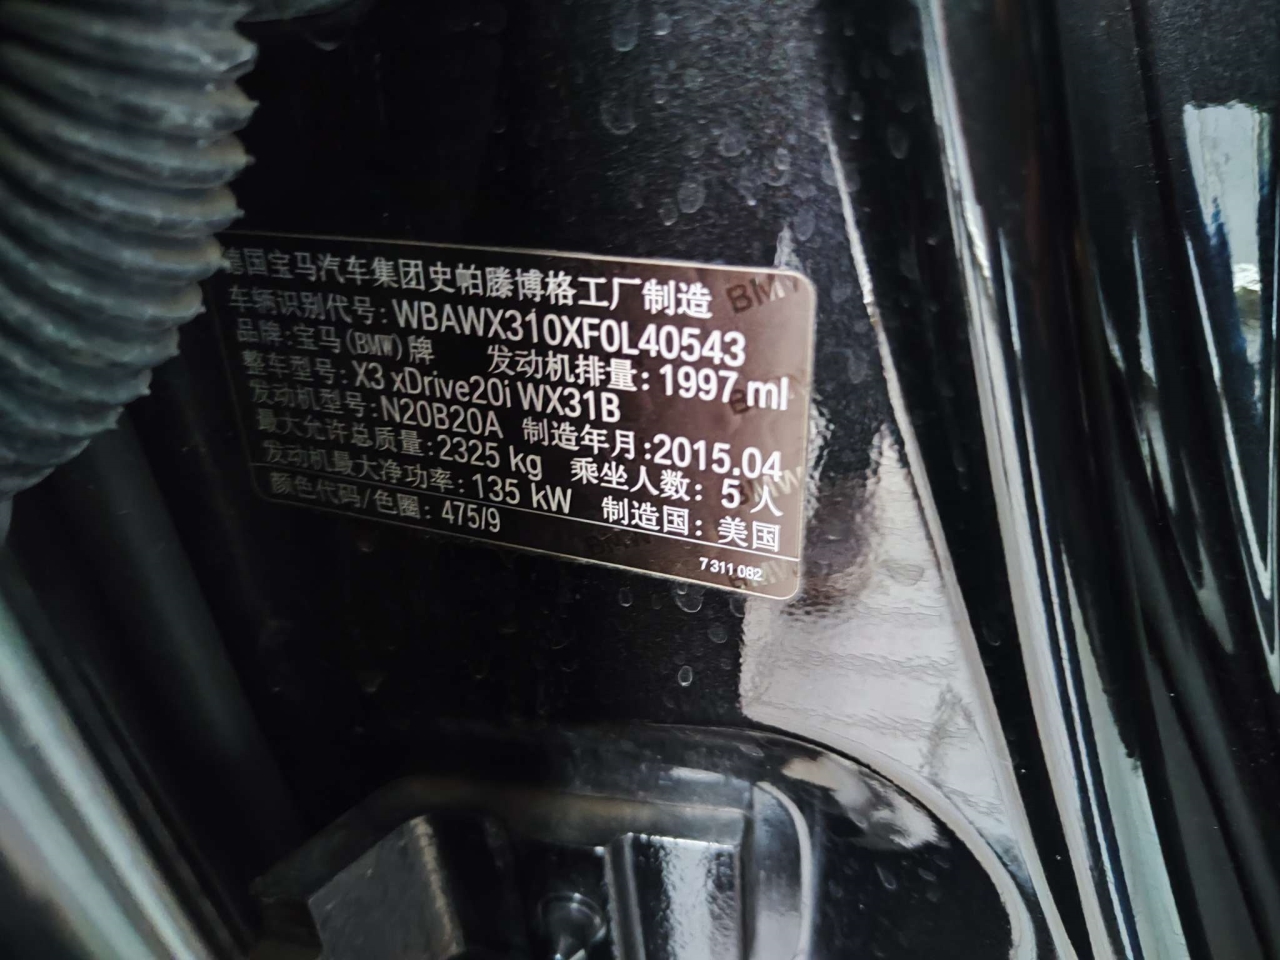 德国宝马汽车集团史帕滕博格工厂制造
车辆识别代号: WBAWX310XF0L40543
品牌: 宝马(BMW)牌 发动机排量: 1997 ml
整车型号: X3 xDrive20i WX31B
发动机型号: N20B20A 制造年月: 2015.04
最大允许总质量: 2325 kg 乘坐人数: 5 人
发动机最大净功率: 135 kW 制造国: 美国
颜色代码/色圈: 475/9
7 311 082
BMW
BMW
BMW
BMW